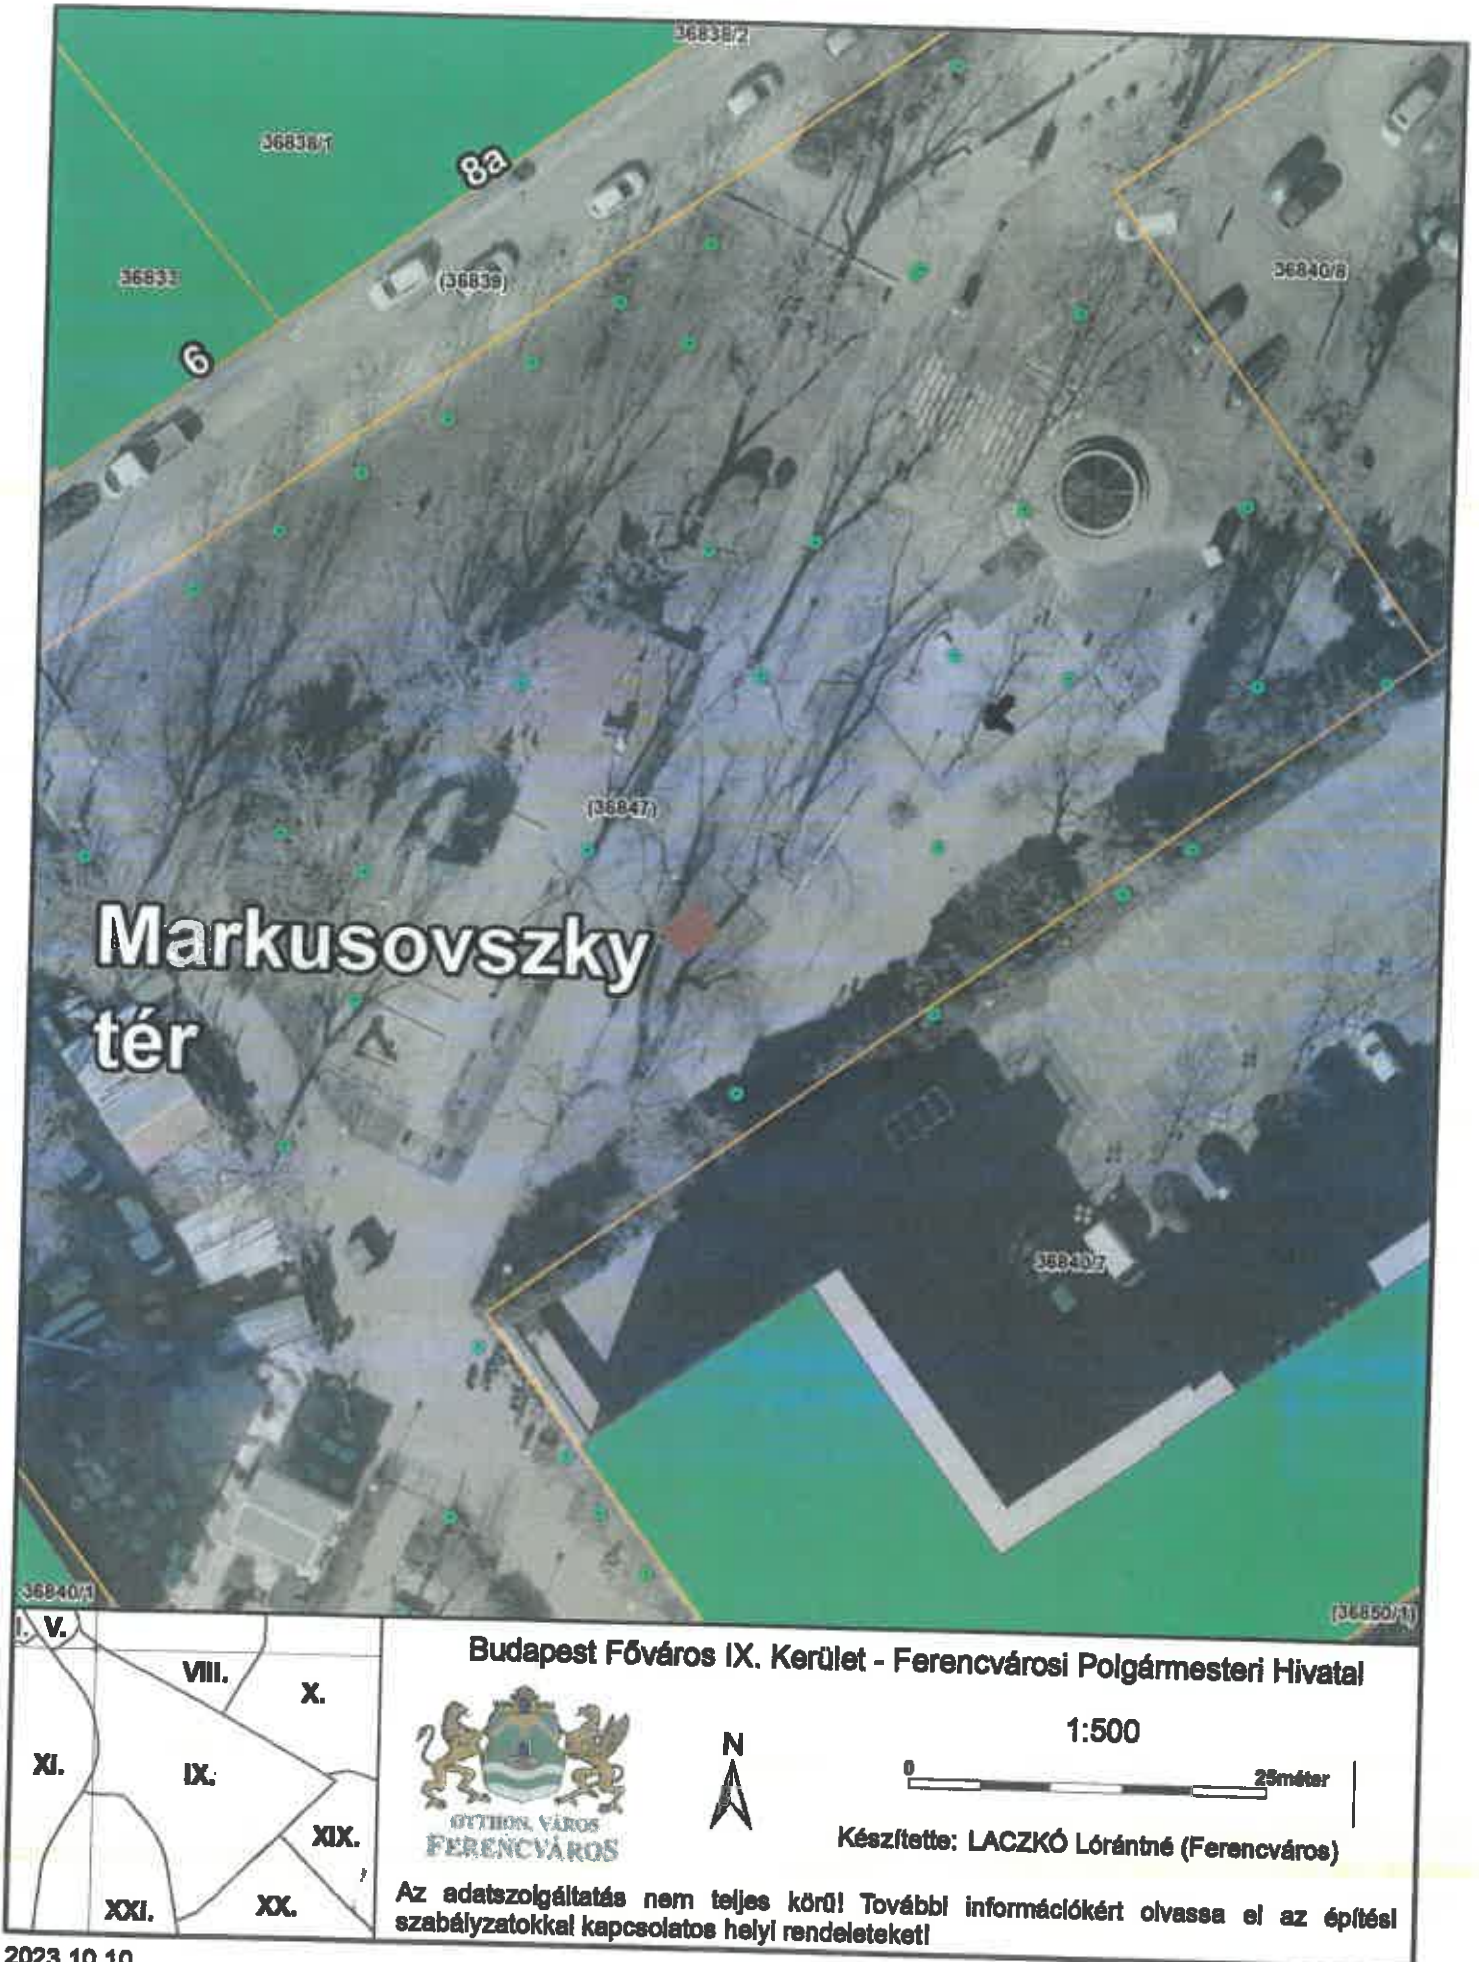 36838/2
36838/1
8a
36833
(36839)
36840/8
6
(36847)
Markusovszky
tér
36840/7
36840/1
(36850/1)
I. V.
VIII.
X.
XI.
IX.
XIX.
XXI.
XX.
Budapest Főváros IX. Kerület - Ferencvárosi Polgármesteri Hivatal
OTTHON, VÁROS
FERENCVÁROS
N
1:500
0 25méter
Készítette: LACZKÓ Lórántné (Ferencváros)
Az adatszolgáltatás nem teljes körű! További információkért olvassa el az építési
szabályzatokkal kapcsolatos helyi rendeleteket!
2023.10.10.